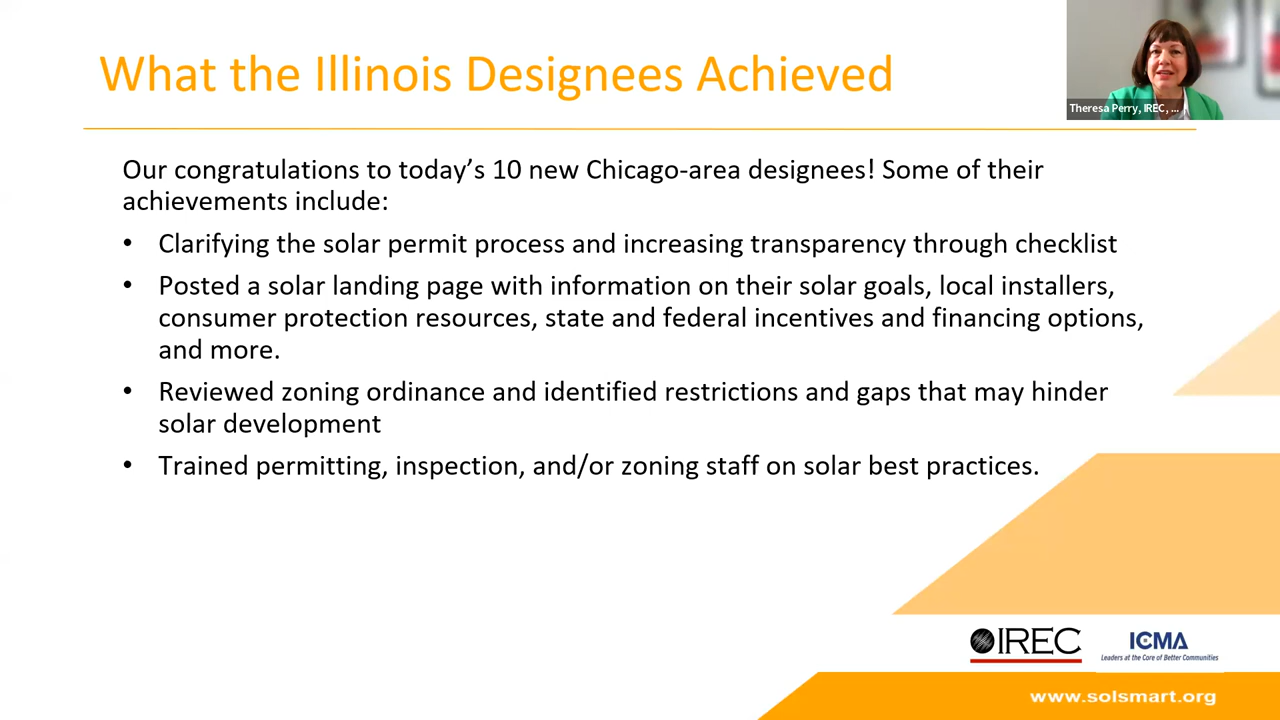 What the Illinois Designees Achieved
Theresa Perry, IREC, ...
Our congratulations to today’s 10 new Chicago-area designees! Some of their
achievements include:
• Clarifying the solar permit process and increasing transparency through checklist
• Posted a solar landing page with information on their solar goals, local installers,
consumer protection resources, state and federal incentives and financing options,
and more.
• Reviewed zoning ordinance and identified restrictions and gaps that may hinder
solar development
• Trained permitting, inspection, and/or zoning staff on solar best practices.
IREC
ICMA
Leaders at the Core of Better Communities
www.solsmart.org